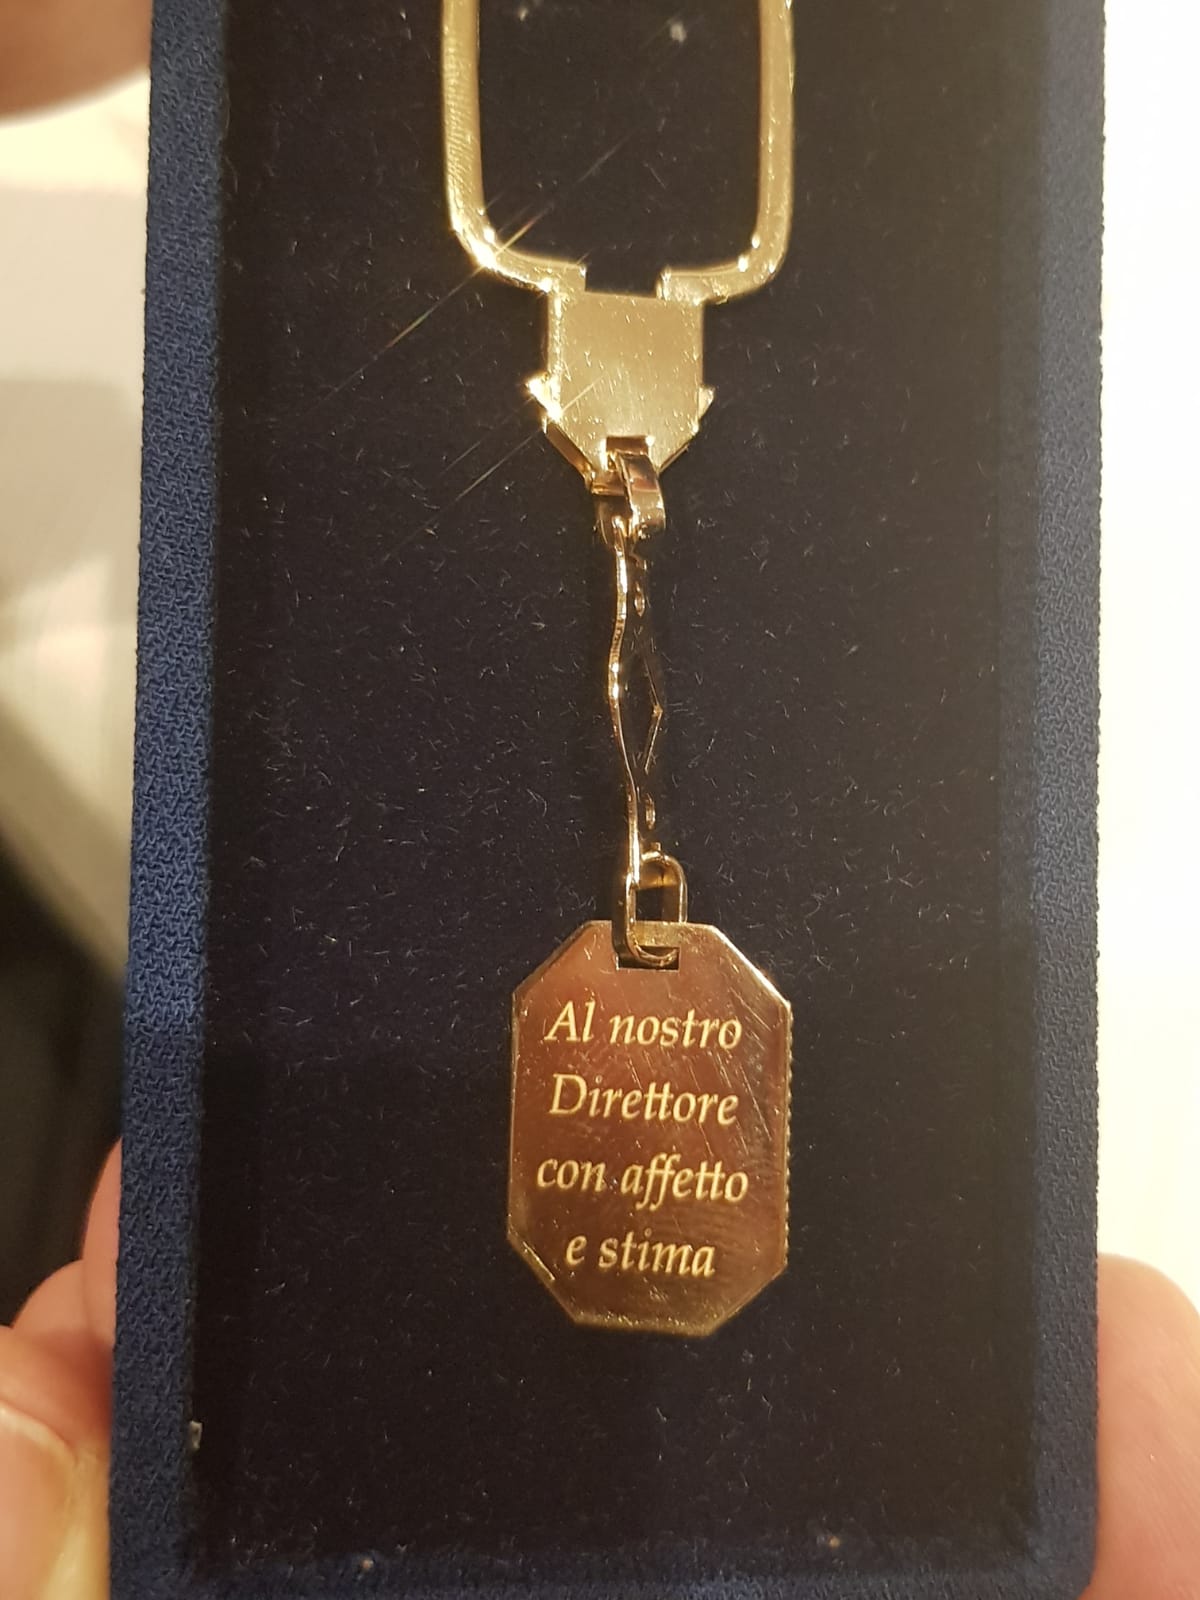 Al nostro
Direttore
con affetto
e stima